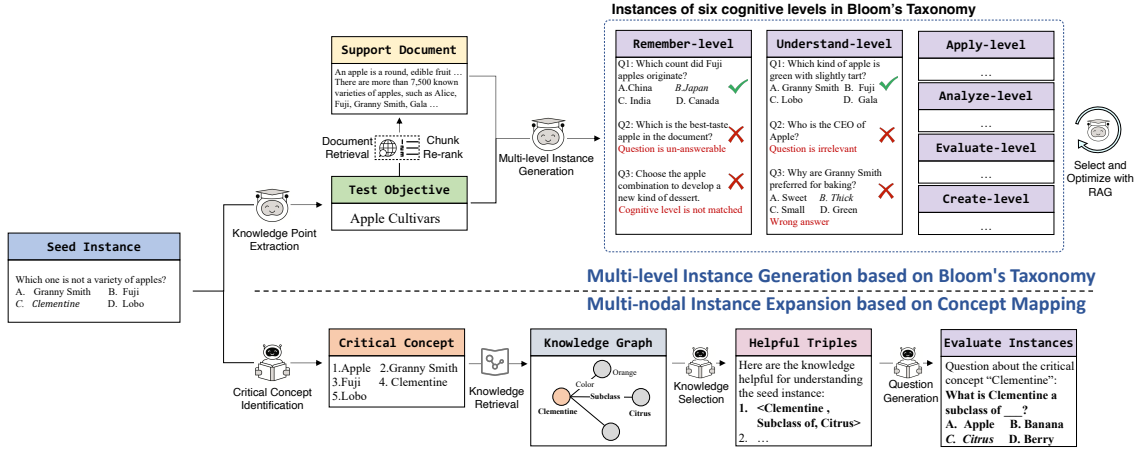 Instances of six cognitive levels in Bloom's Taxonomy
Support Document
An apple is a round, edible fruit …
There are more than 7,500 known
varieties of apples, such as Alice,
Fuji, Granny Smith, Gala …
Document
Retrieval
Chunk
Re-rank
Test Objective
Apple Cultivars
Knowledge Point
Extraction
Multi-level Instance
Generation
Remember-level
Q1: Which count did Fuji
apples originate?
A.China B.Japan
C. India D. Canada
Q2: Which is the best-taste
apple in the document?
Question is un-answerable
Q3: Choose the apple
combination to develop a
new kind of dessert.
Cognitive level is not matched
Understand-level
Q1: Which kind of apple is
green with slightly tart?
A. Granny Smith B. Fuji
C. Lobo D. Gala
Q2: Who is the CEO of
Apple?
Question is irrelevant
Q3: Why are Granny Smith
preferred for baking?
A. Sweet B. Thick
C. Small D. Green
Wrong answer
Apply-level
…
Analyze-level
…
Evaluate-level
…
Create-level
…
Select and
Optimize with
RAG
Seed Instance
Which one is not a variety of apples?
A. Granny Smith B. Fuji
C. Clementine D. Lobo
Multi-level Instance Generation based on Bloom's Taxonomy
Multi-nodal Instance Expansion based on Concept Mapping
Critical Concept
Identification
Critical Concept
1.Apple 2.Granny Smith
3.Fuji 4. Clementine
5.Lobo
Knowledge
Retrieval
Knowledge Graph
Orange
Color
Subclass
Clementine
Citrus
Knowledge
Selection
Helpful Triples
Here are the knowledge
helpful for understanding
the seed instance:
1. <Clementine ,
Subclass of, Citrus>
2. …
Question
Generation
Evaluate Instances
Question about the critical
concept “Clementine”:
What is Clementine a
subclass of ___?
A. Apple B. Banana
C. Citrus D. Berry